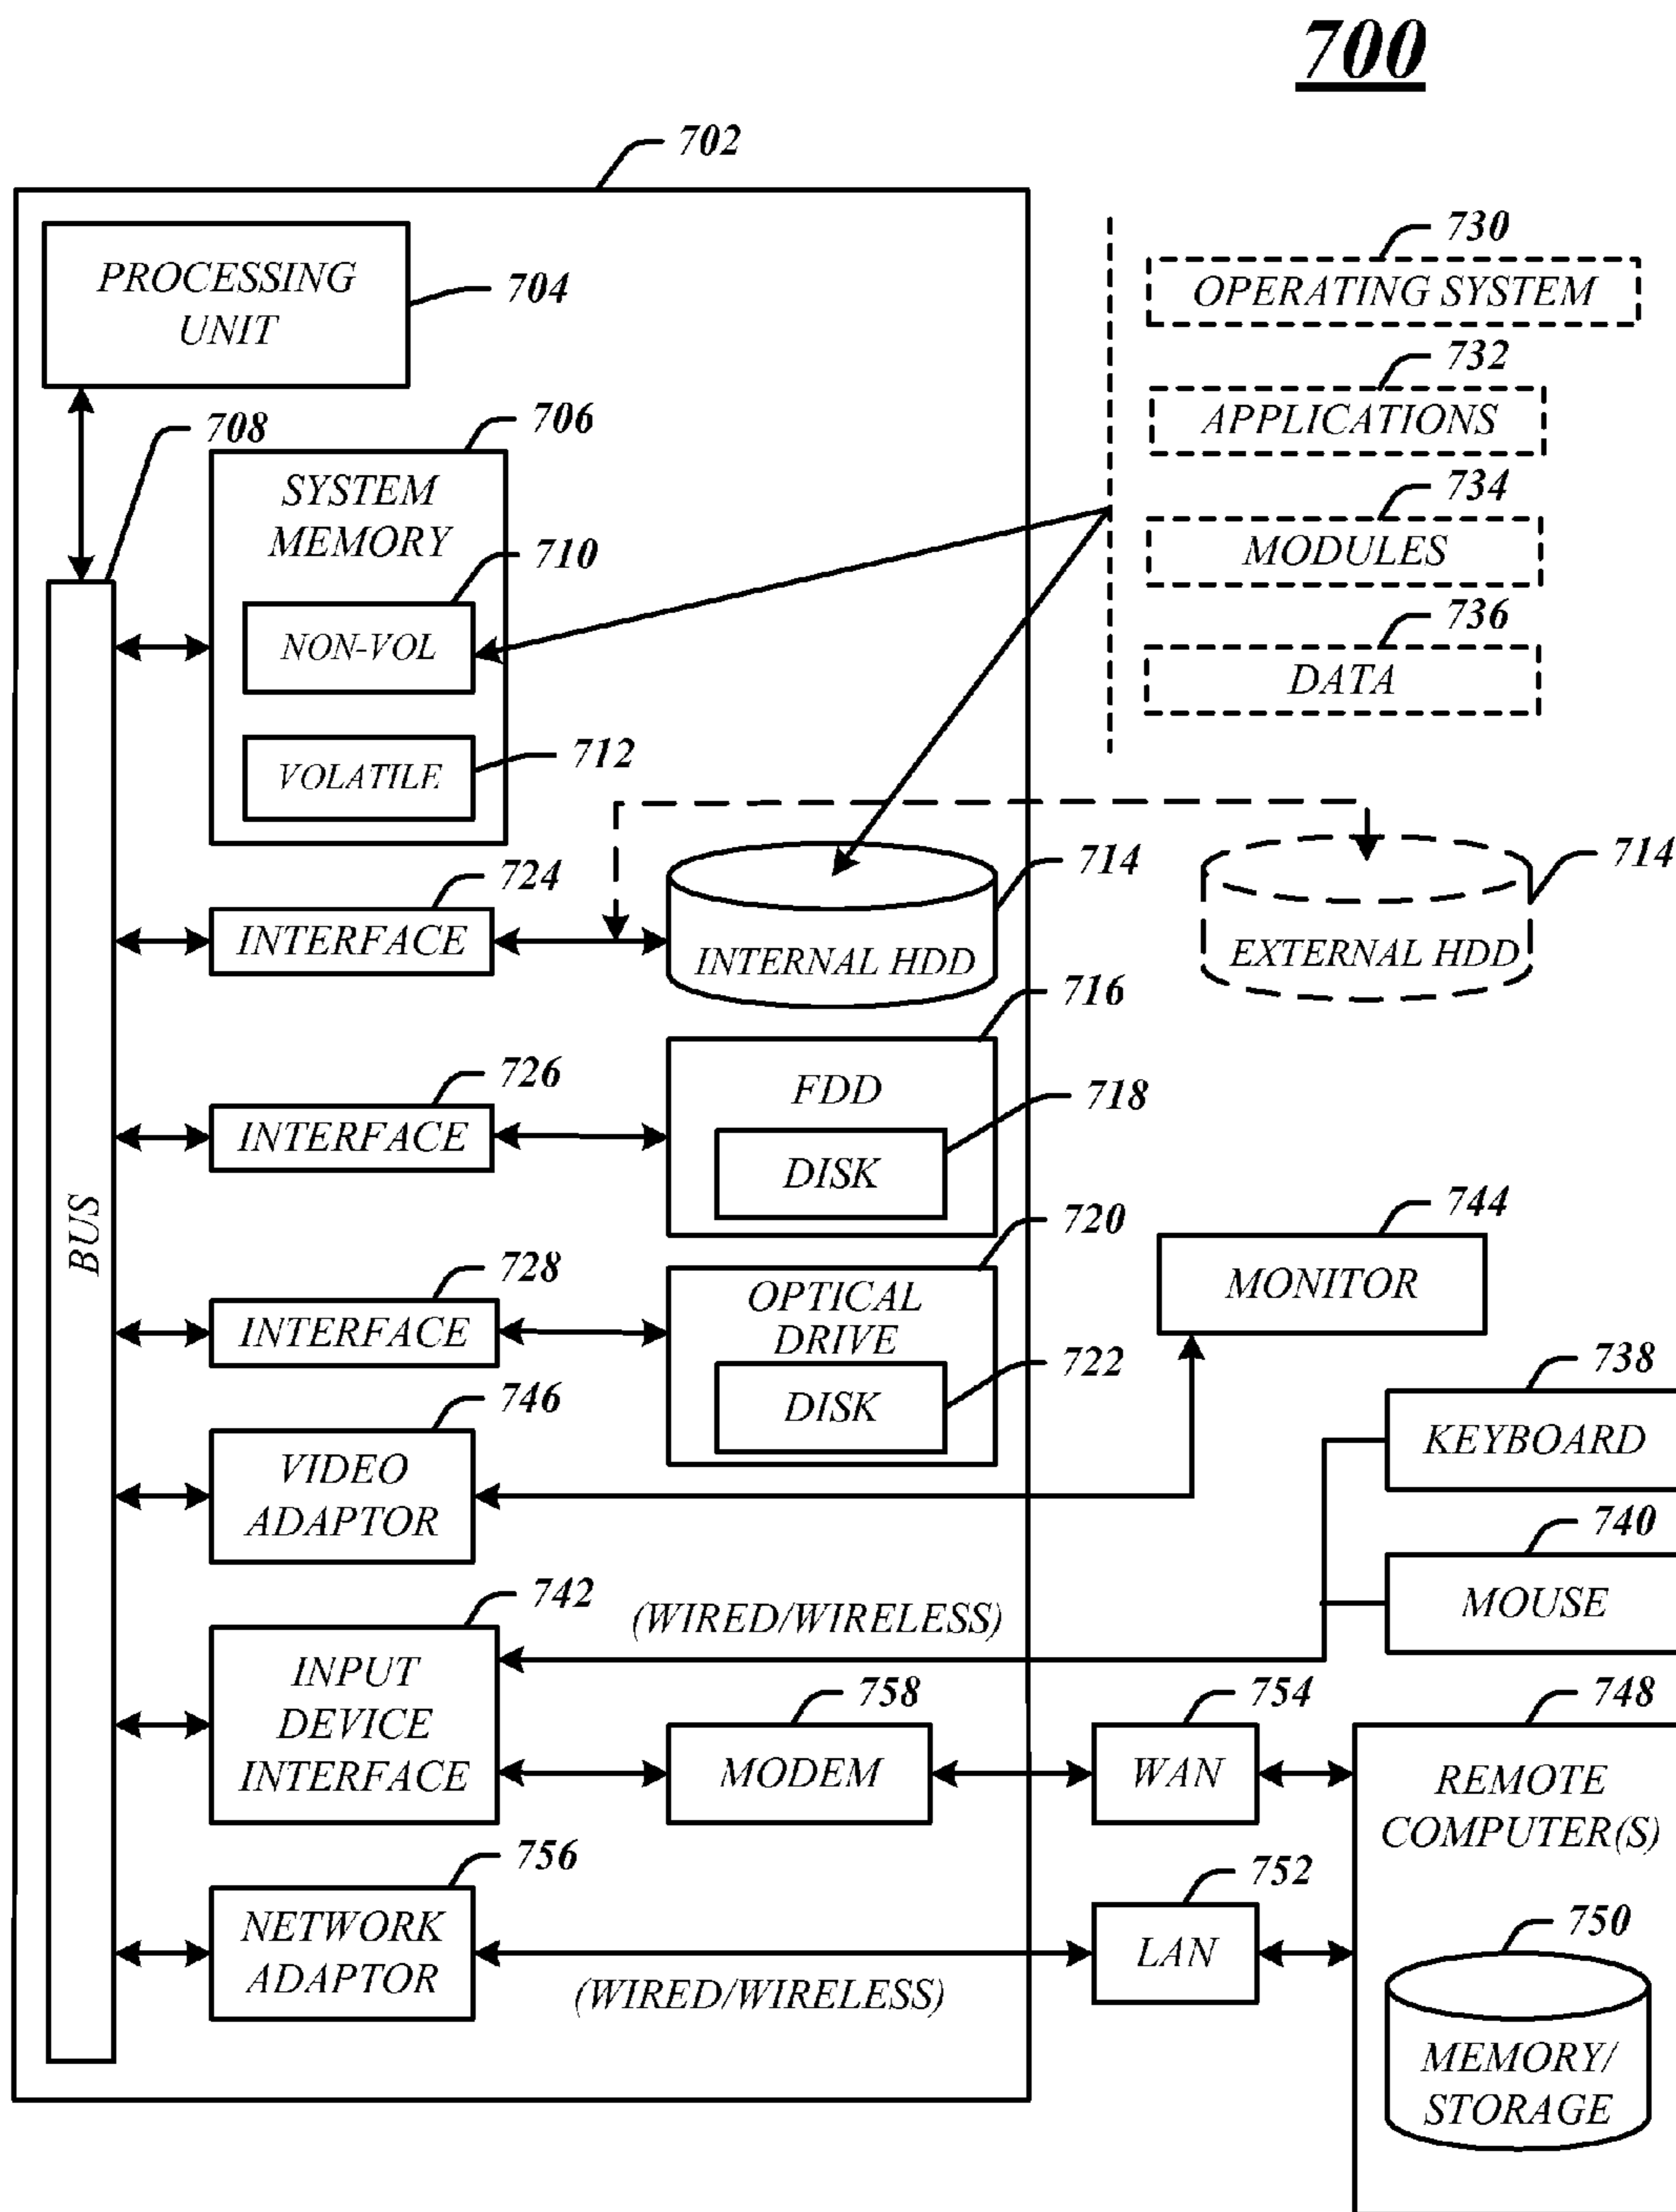 700
702
PROCESSING
UNIT
704
730
OPERATING SYSTEM
732
APPLICATIONS
734
MODULES
736
DATA
708
706
SYSTEM
MEMORY
710
NON-VOL
712
VOLATILE
BUS
724
INTERFACE
714
INTERNAL HDD
714
EXTERNAL HDD
726
INTERFACE
716
FDD
718
DISK
728
INTERFACE
720
OPTICAL
DRIVE
722
DISK
744
MONITOR
746
VIDEO
ADAPTOR
738
KEYBOARD
740
MOUSE
742
INPUT
DEVICE
INTERFACE
(WIRED/WIRELESS)
758
MODEM
754
WAN
748
REMOTE
COMPUTER(S)
756
NETWORK
ADAPTOR
(WIRED/WIRELESS)
752
LAN
750
MEMORY/
STORAGE